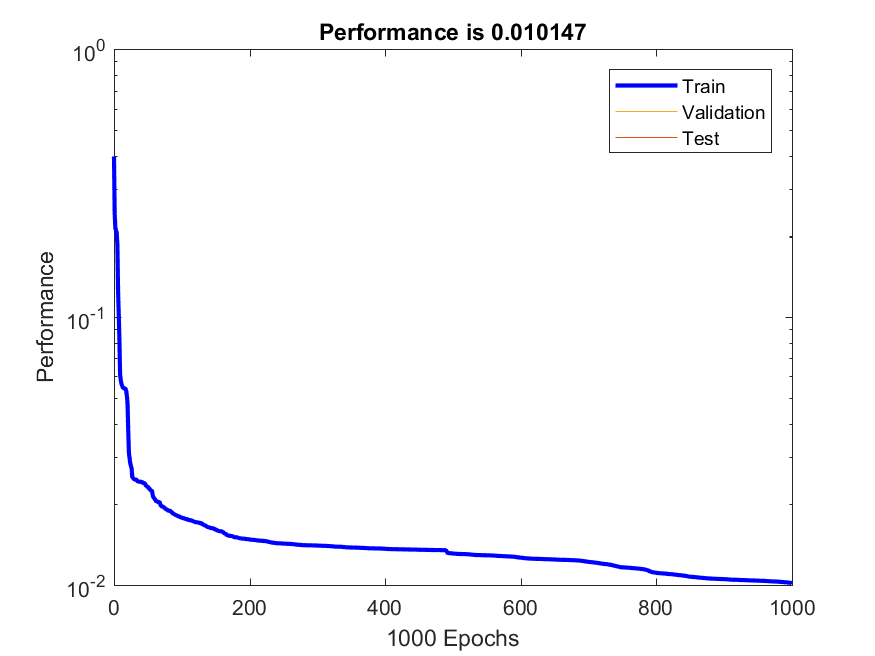 Performance is 0.010147
10^0
10^-1
10^-2
Performance
Train
Validation
Test
0
200
400
600
800
1000
1000 Epochs